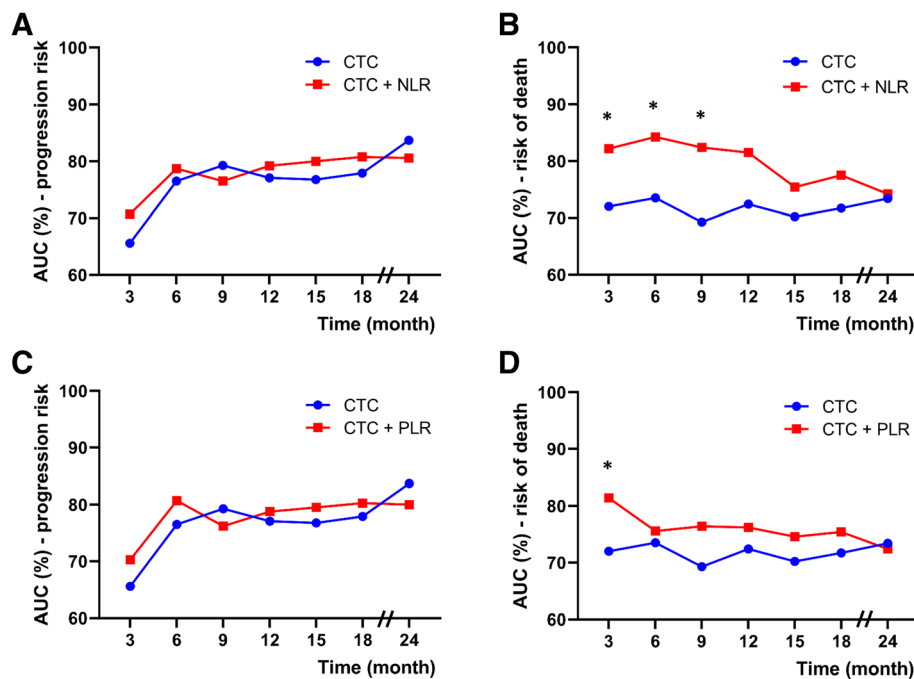 A
AUC (%) - progression risk
100
90
80
70
60
CTC
CTC + NLR
3 6 9 12 15 18 24
Time (month)
B
AUC (%) - risk of death
100
90
80
70
60
CTC
CTC + NLR
* * *
3 6 9 12 15 18 24
Time (month)
C
AUC (%) - progression risk
100
90
80
70
60
CTC
CTC + PLR
3 6 9 12 15 18 24
Time (month)
D
AUC (%) - risk of death
100
90
80
70
60
CTC
CTC + PLR
*
3 6 9 12 15 18 24
Time (month)